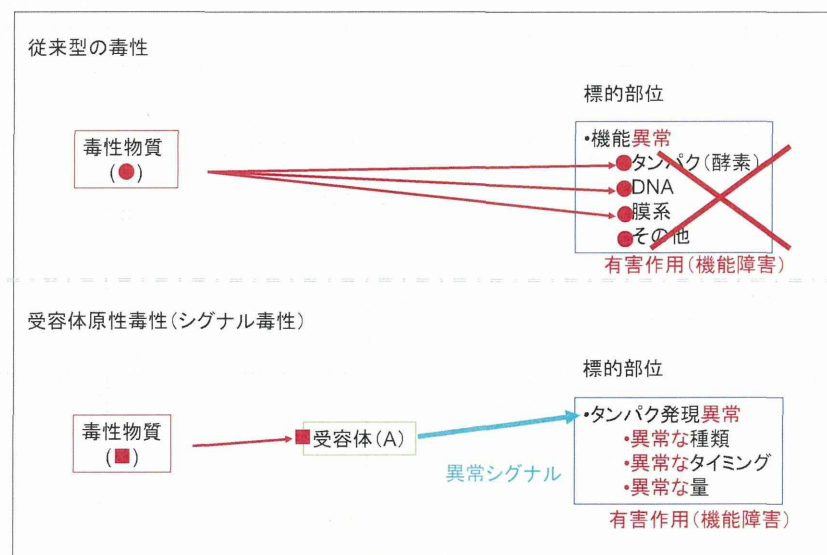 従来型の毒性
標的部位
毒性物質
(●)
・機能異常
●タンパク(酵素)
●DNA
●膜系
●その他
有害作用(機能障害)
受容体原性毒性(シグナル毒性)
標的部位
毒性物質
(■)
■受容体(A)
異常シグナル
・タンパク発現異常
・異常な種類
・異常なタイミング
・異常な量
有害作用(機能障害)